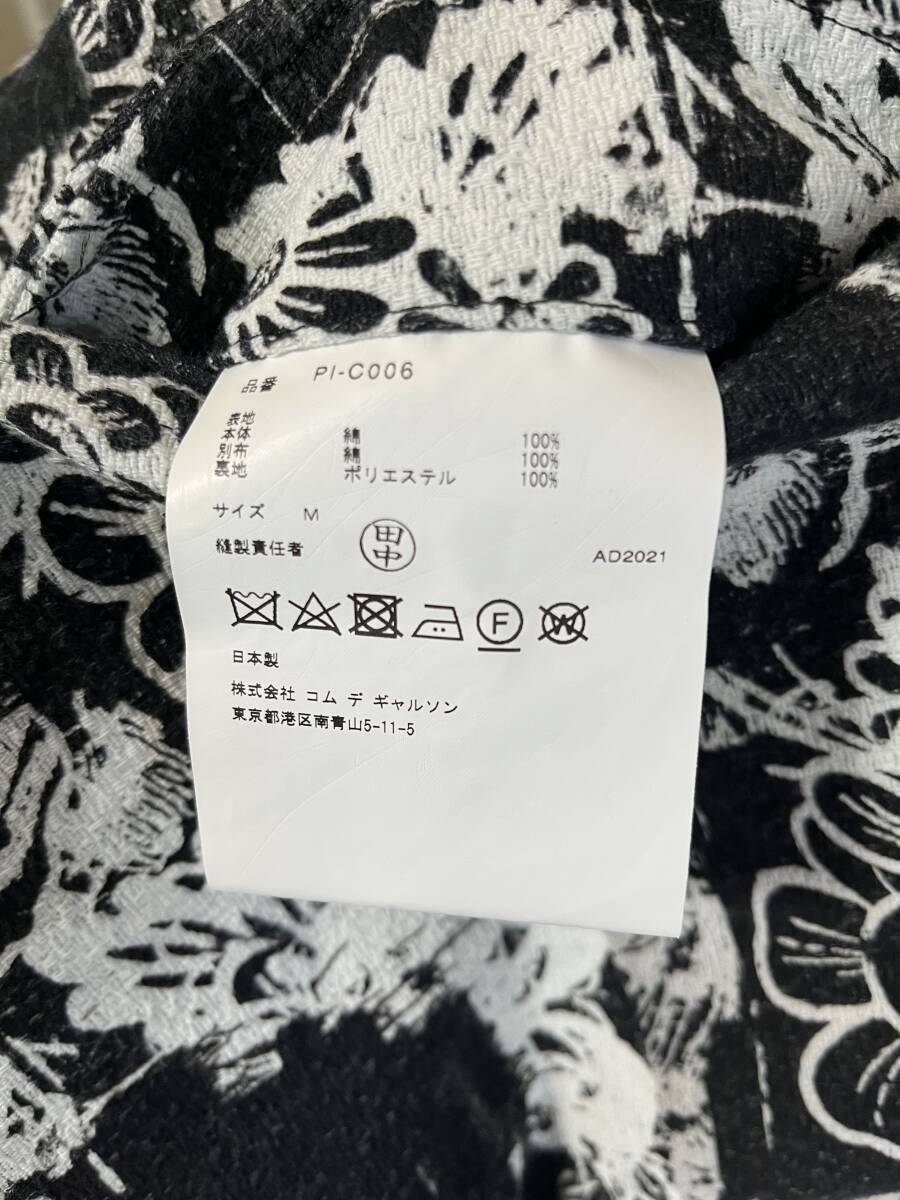 品番 PI-C006
表地
本体 綿 100%
別布 綿 100%
裏地 ポリエステル 100%
サイズ M
縫製責任者 田中 AD2021
F W
日本製
株式会社 コム デ ギャルソン
東京都港区南青山5-11-5